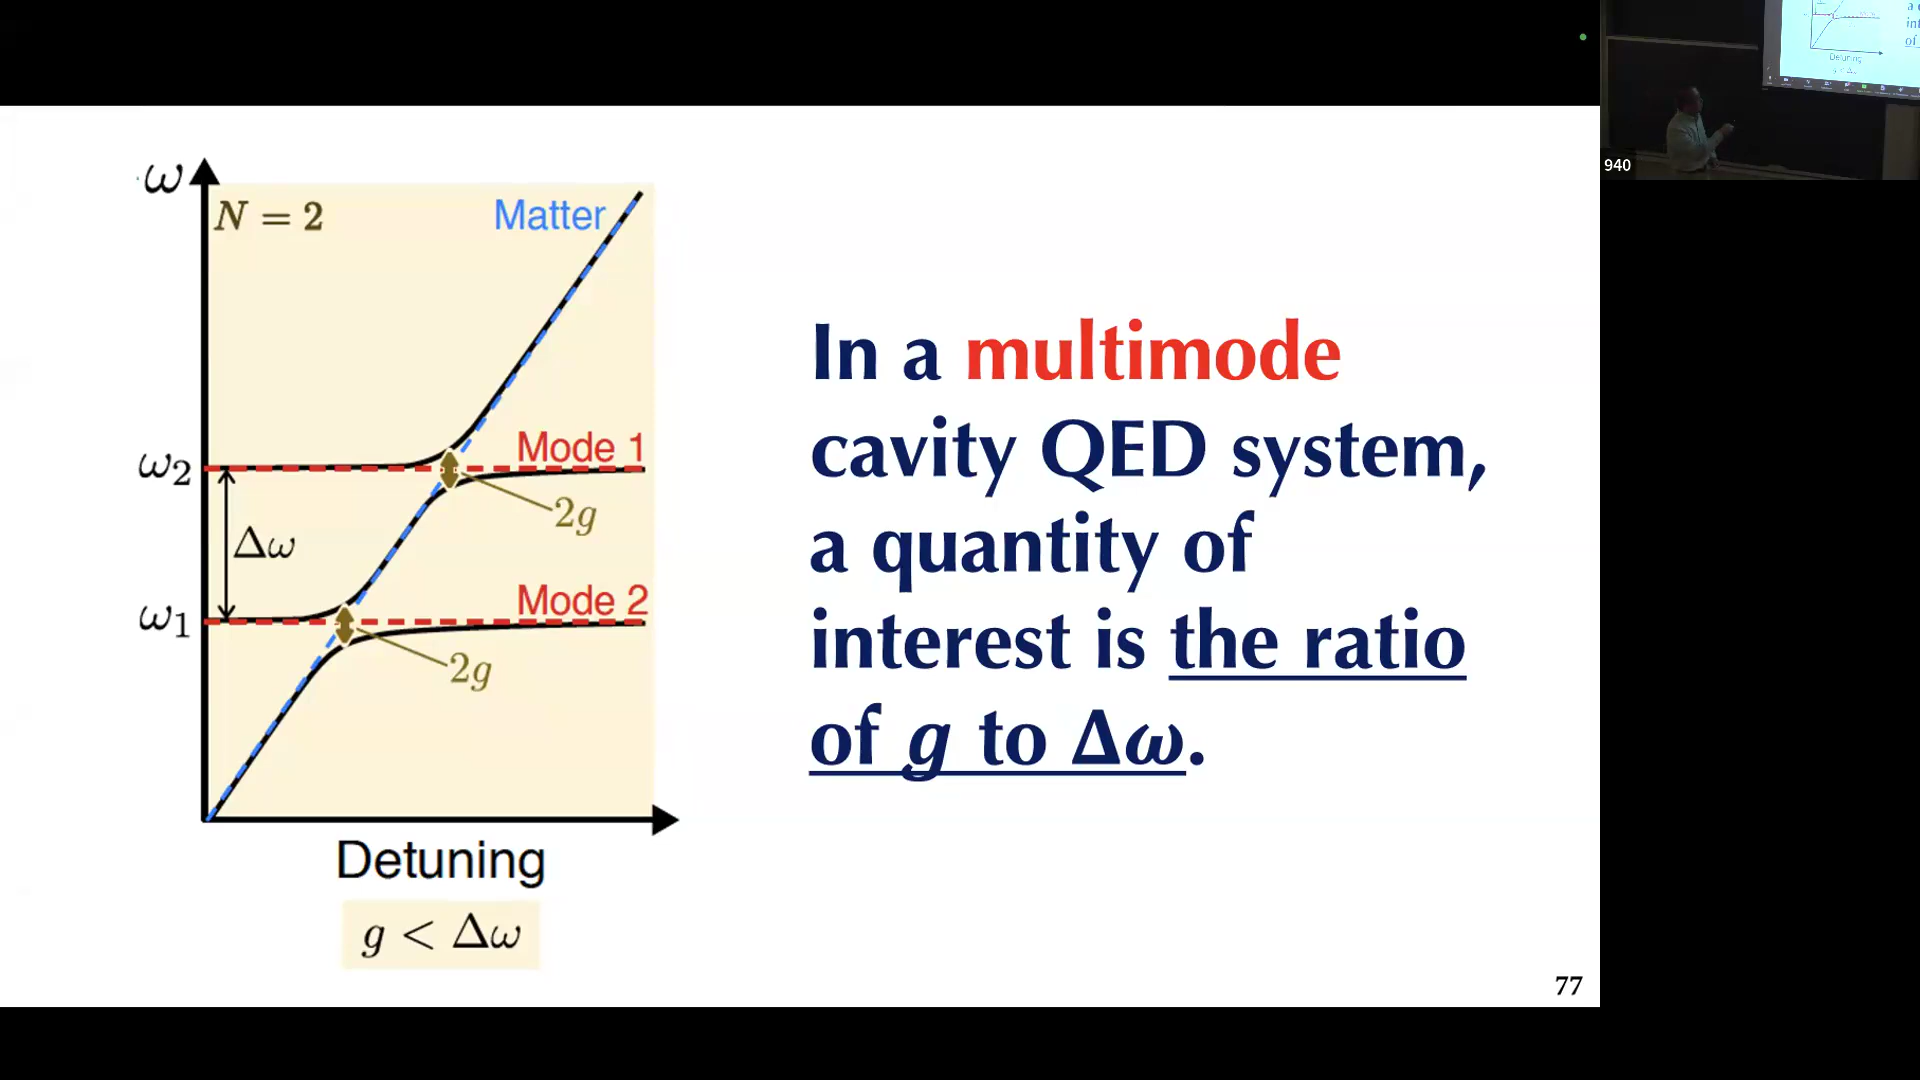 ω
N = 2
Matter
ω2
Mode 1
2g
Δω
ω1
Mode 2
2g
Detuning
g < Δω
In a multimode
cavity QED system,
a quantity of
interest is the ratio
of g to Δω.
77
940
Detuning